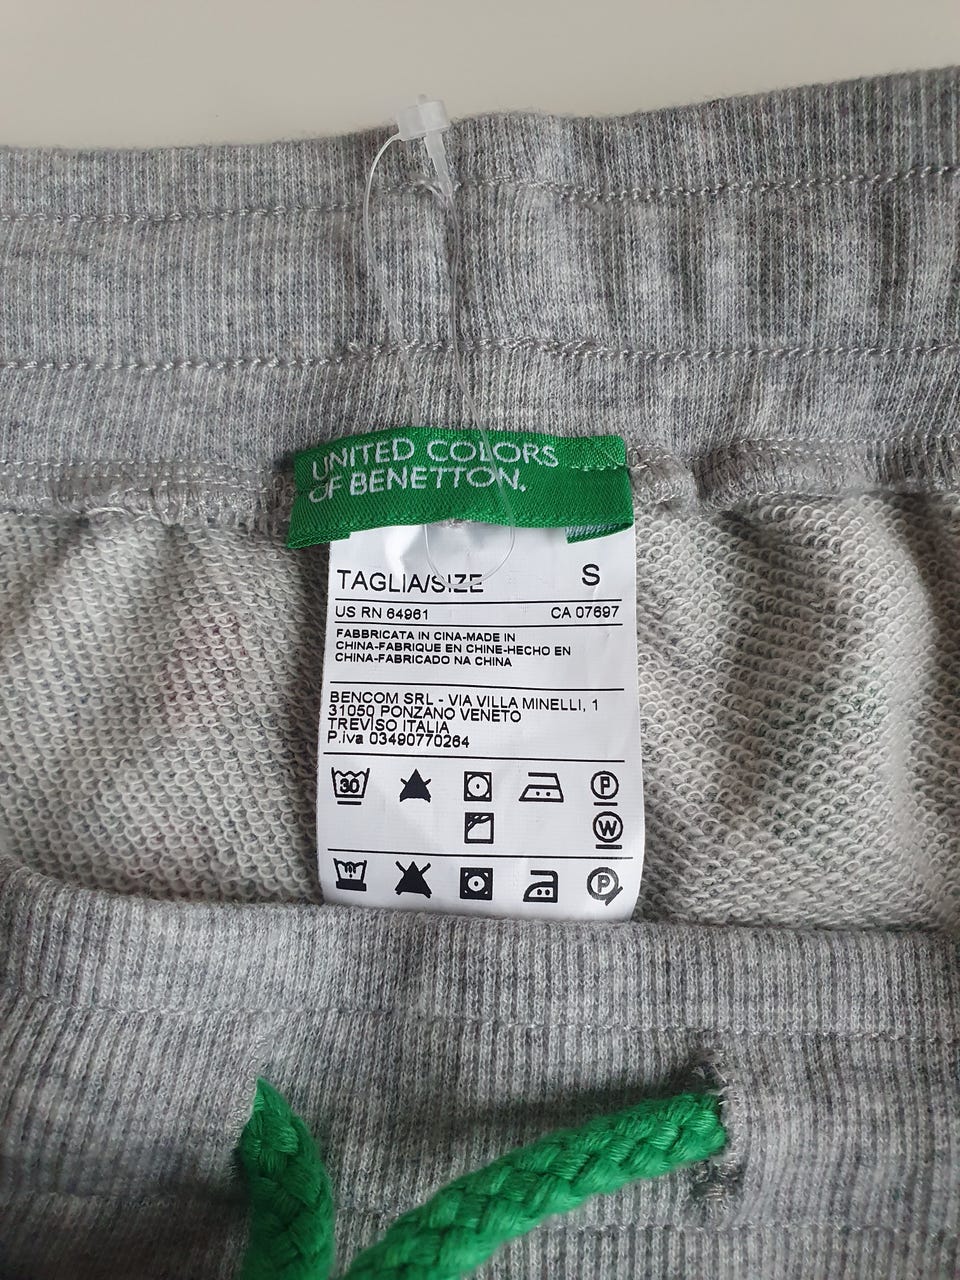 UNITED COLORS
OF BENETTON.
TAGLIA/SIZE S
US RN 64961 CA 07697
FABBRICATA IN CINA-MADE IN
CHINA-FABRIQUE EN CHINE-HECHO EN
CHINA-FABRICADO NA CHINA
BENCOM SRL - VIA VILLA MINELLI, 1
31050 PONZANO VENETO
TREVISO ITALIA
P.iva 03490770264
30 P
W
P